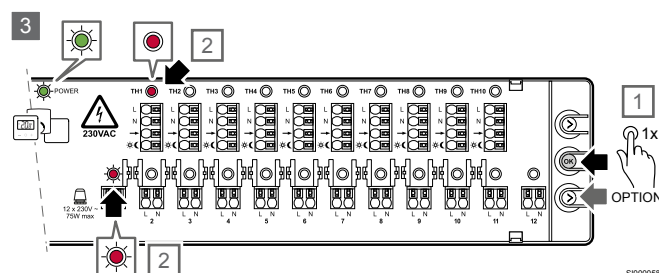 3
2
POWER
TH1 TH2 TH3 TH4 TH5 TH6 TH7 TH8 TH9 TH10
L
N
230VAC
1
1x
OK
OPTION
12 x 230V ~
75W max
L N L N L N L N L N L N L N L N L N L N L N
2 3 4 5 6 7 8 9 10 11 12
2